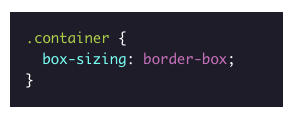 .container {
  box-sizing: border-box;
}